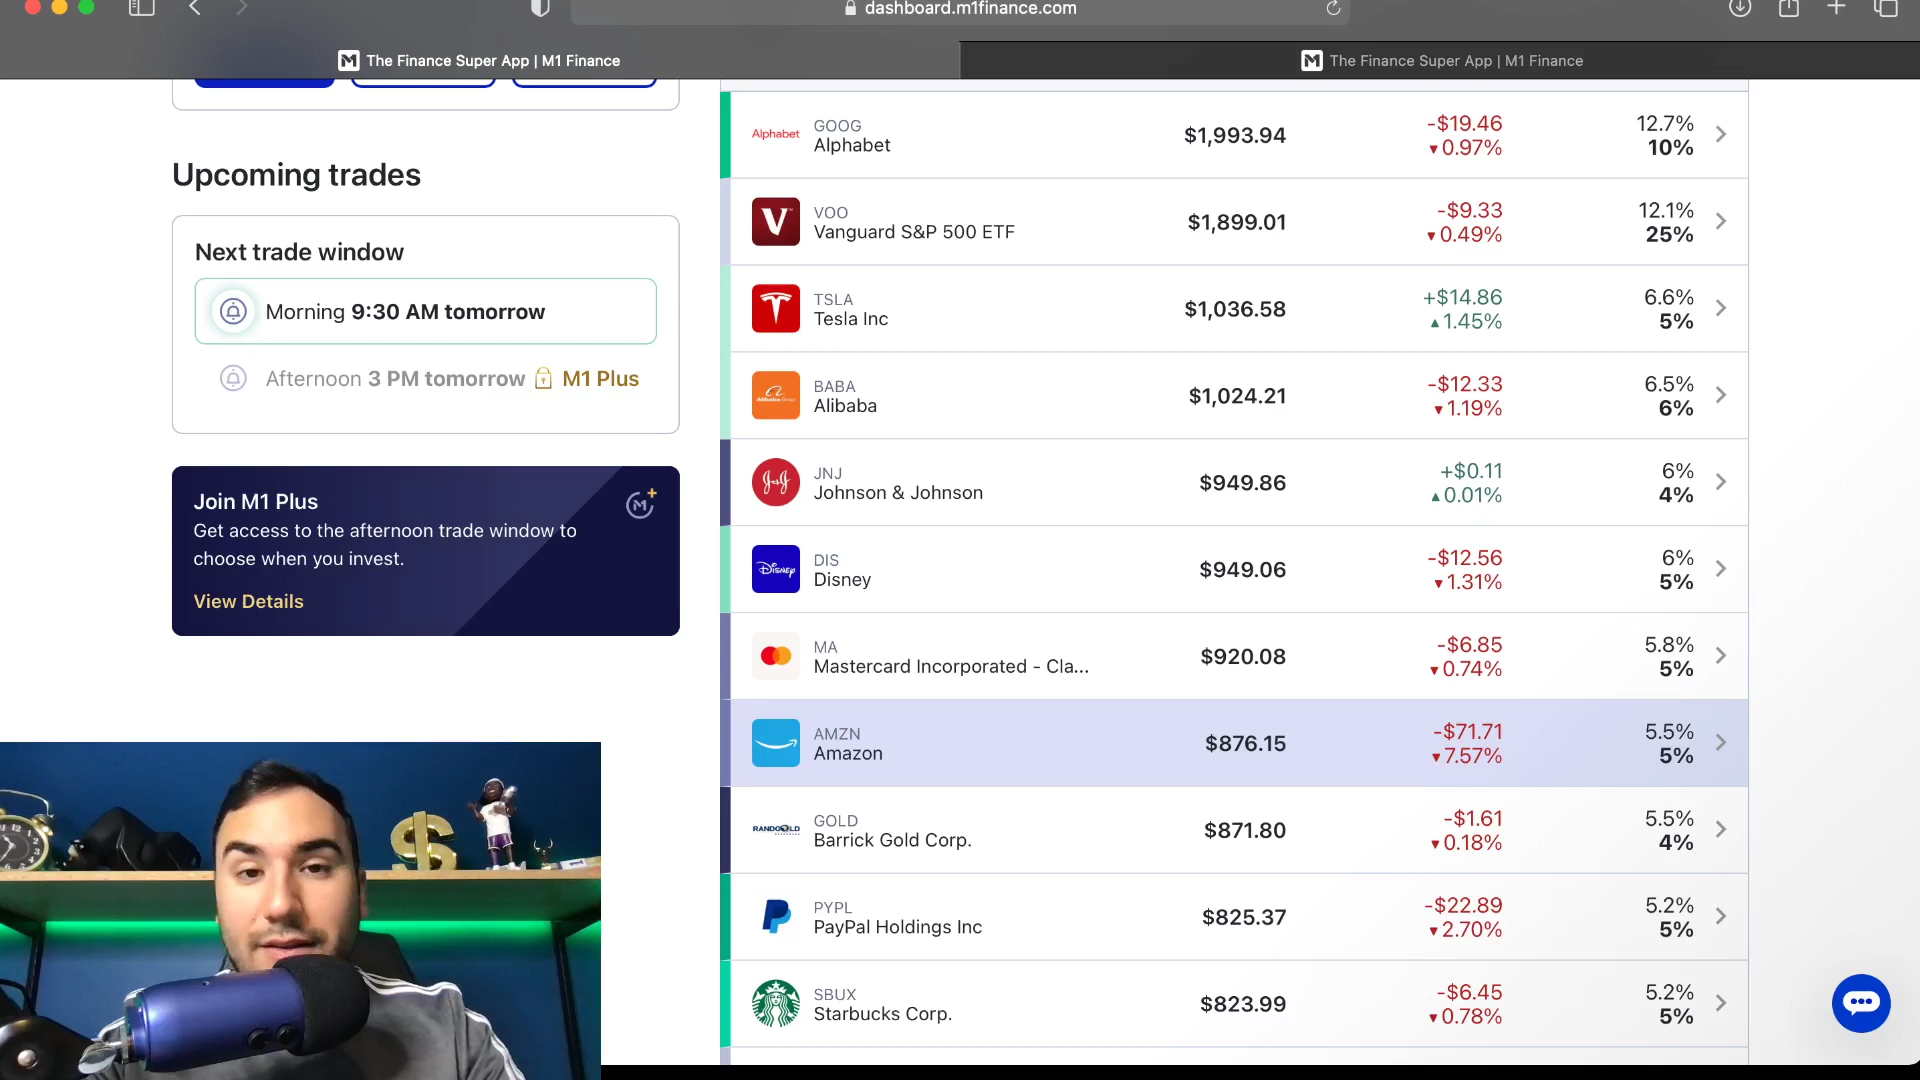 dashboard.m1finance.com
The Finance Super App | M1 Finance
The Finance Super App | M1 Finance
Upcoming trades
Next trade window
Morning 9:30 AM tomorrow
Afternoon 3 PM tomorrow M1 Plus
Join M1 Plus
Get access to the afternoon trade window to
choose when you invest.
View Details
Alphabet
GOOG
Alphabet
$1,993.94
-$19.46
▼0.97%
12.7%
10%
V
VOO
Vanguard S&P 500 ETF
$1,899.01
-$9.33
▼0.49%
12.1%
25%
TSLA
Tesla Inc
$1,036.58
+$14.86
▲1.45%
6.6%
5%
BABA
Alibaba
$1,024.21
-$12.33
▼1.19%
6.5%
6%
J&J
JNJ
Johnson & Johnson
$949.86
+$0.11
▲0.01%
6%
4%
Disney
DIS
Disney
$949.06
-$12.56
▼1.31%
6%
5%
MA
Mastercard Incorporated - Cla...
$920.08
-$6.85
▼0.74%
5.8%
5%
AMZN
Amazon
$876.15
-$71.71
▼7.57%
5.5%
5%
RANDGOLD
GOLD
Barrick Gold Corp.
$871.80
-$1.61
▼0.18%
5.5%
4%
PYPL
PayPal Holdings Inc
$825.37
-$22.89
▼2.70%
5.2%
5%
SBUX
Starbucks Corp.
$823.99
-$6.45
▼0.78%
5.2%
5%